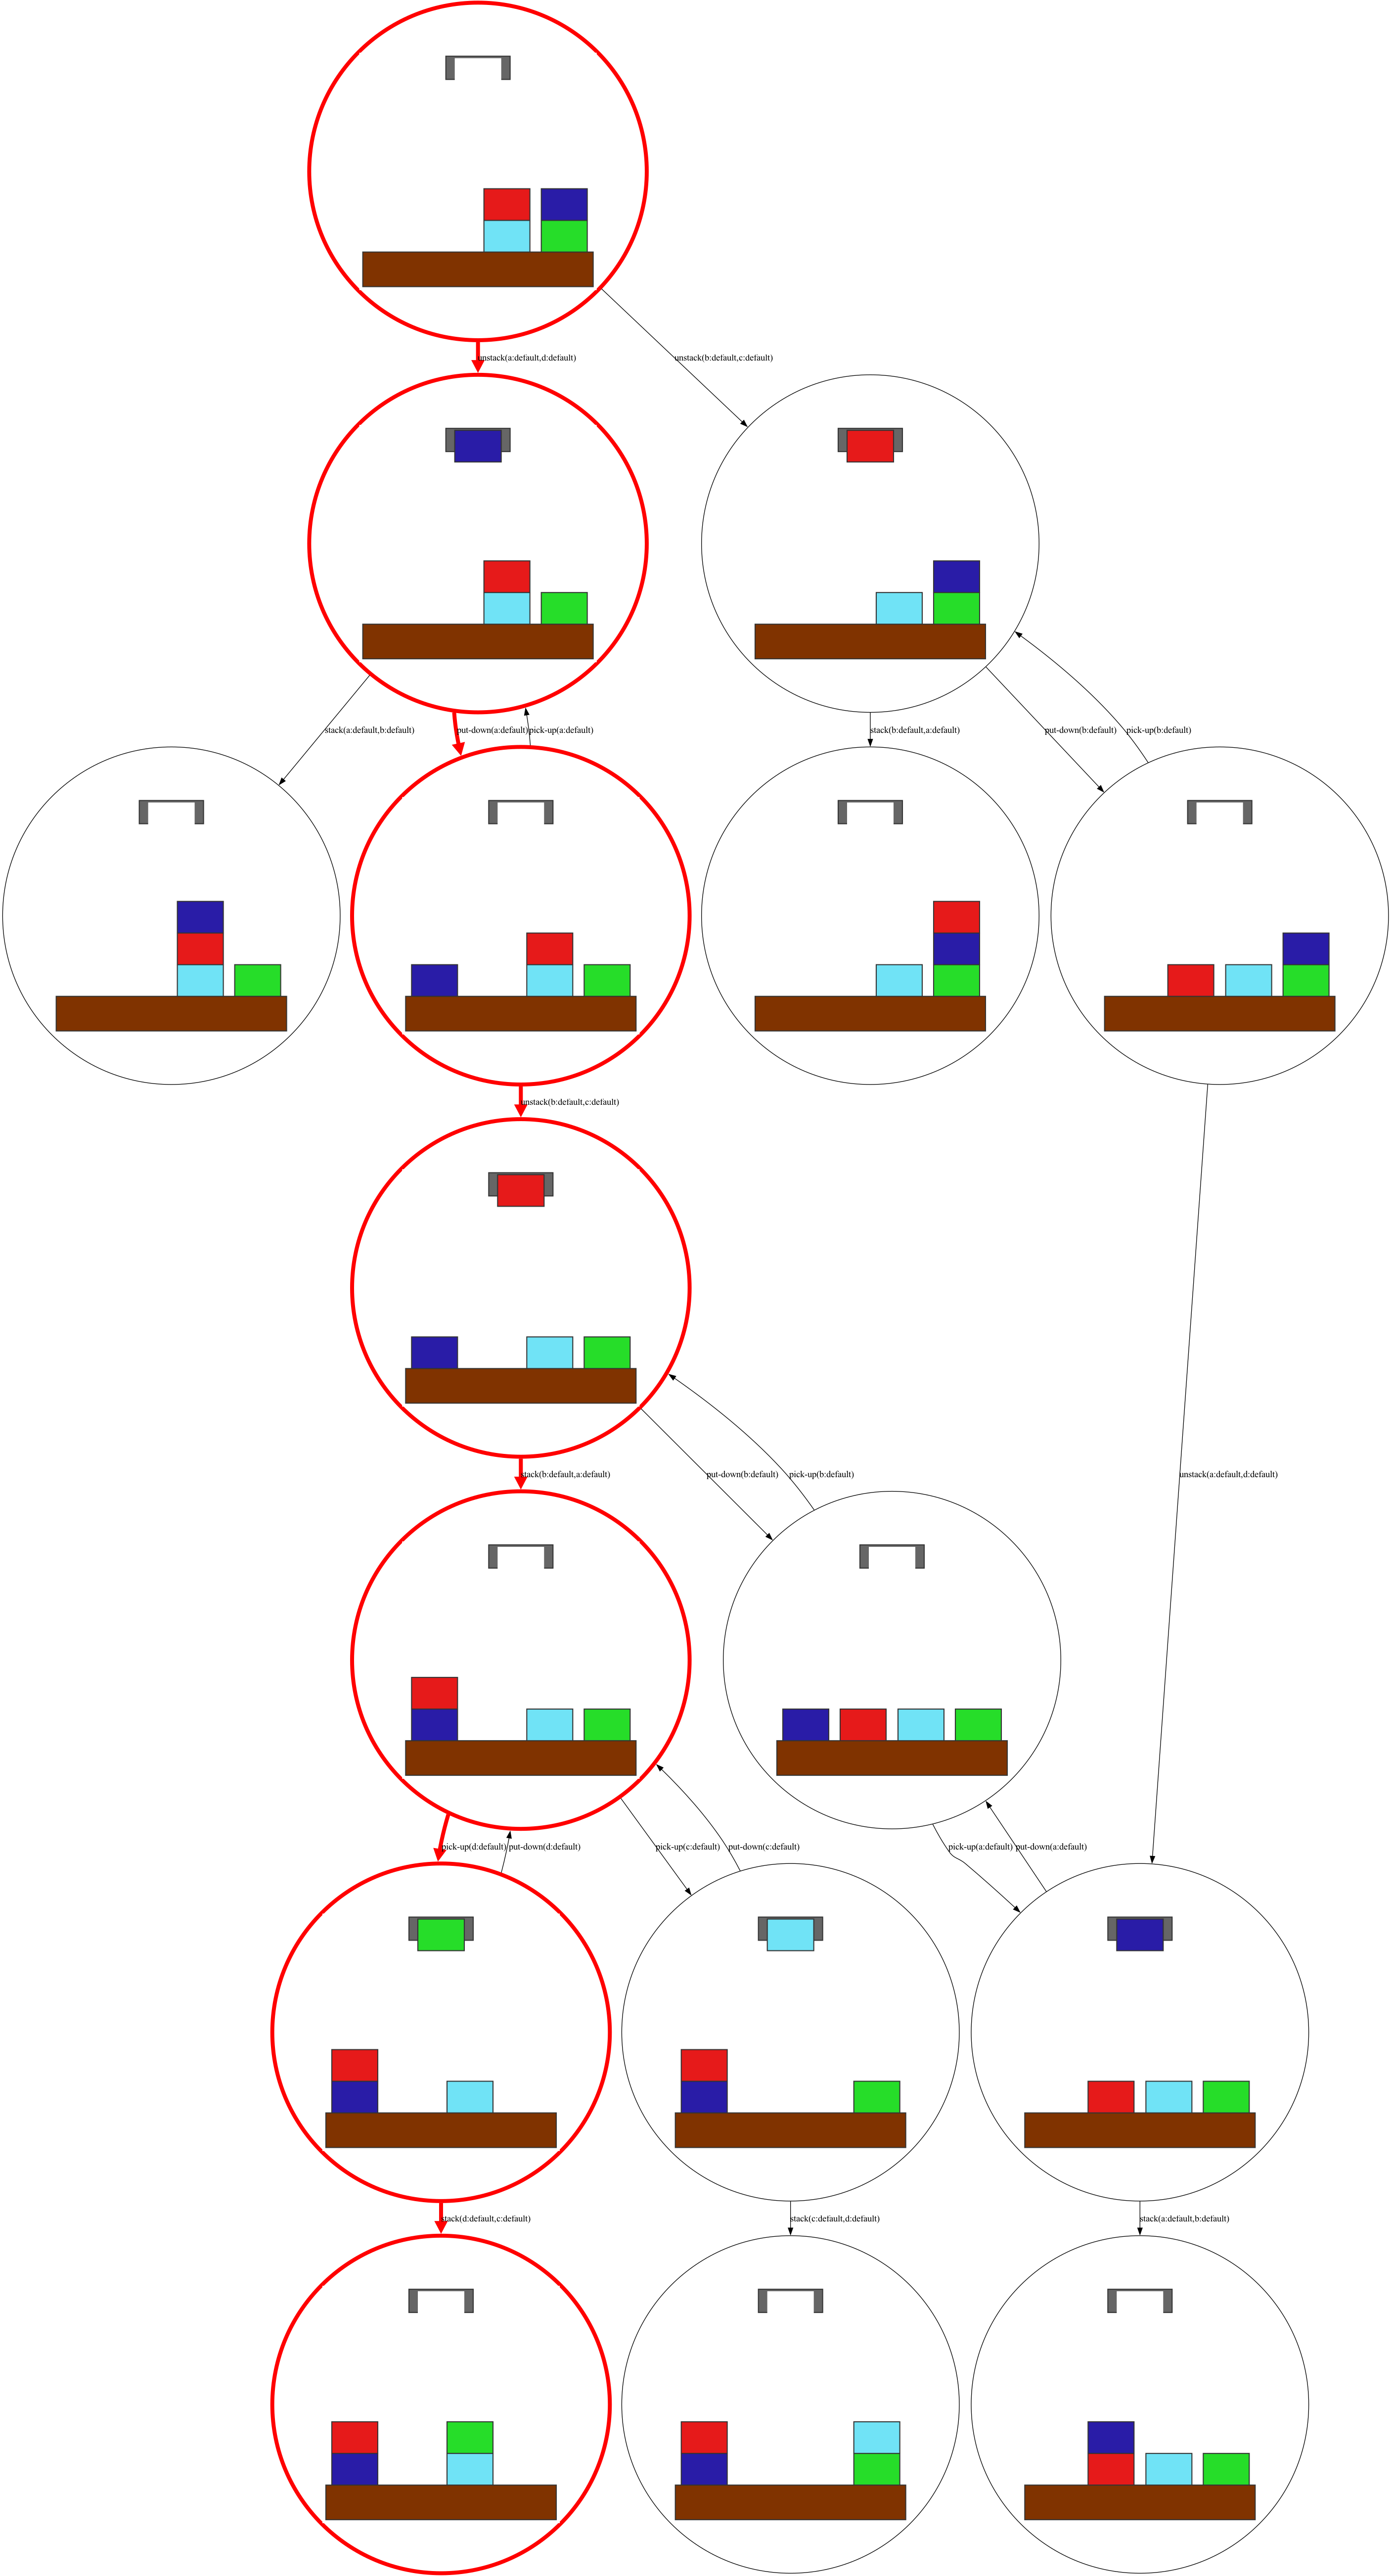 unstack(a:default,d:default)
unstack(b:default,c:default)
stack(a:default,b:default)
put-down(a:default)
pick-up(a:default)
stack(b:default,a:default)
put-down(b:default)
pick-up(b:default)
unstack(b:default,c:default)
stack(b:default,a:default)
put-down(b:default)
pick-up(b:default)
unstack(a:default,d:default)
pick-up(d:default)
put-down(d:default)
pick-up(c:default)
put-down(c:default)
pick-up(a:default)
put-down(a:default)
stack(d:default,c:default)
stack(c:default,d:default)
stack(a:default,b:default)